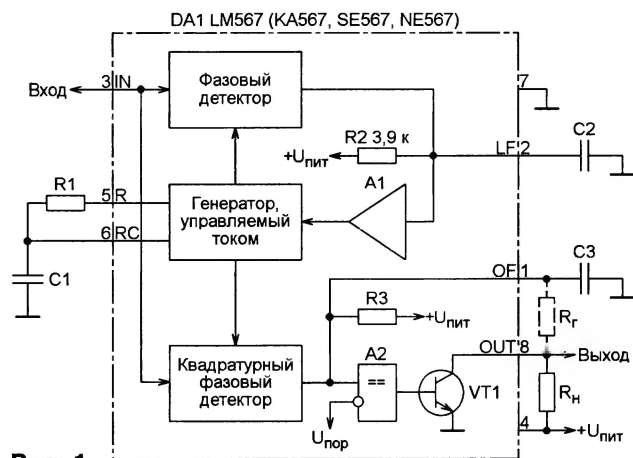 DA1 LM567 (KA567, SE567, NE567)
Вход
3 IN
Фазовый
детектор
7
R2 3,9 к
+Uпит
LF 2
C2
A1
R1
5 R
6 RC
Генератор,
управляемый
током
C1
OF 1
C3
R3
+Uпит
Rг
Квадратурный
фазовый
детектор
A2
==
OUT 8
Выход
VT1
Rн
Uпор
4
+Uпит